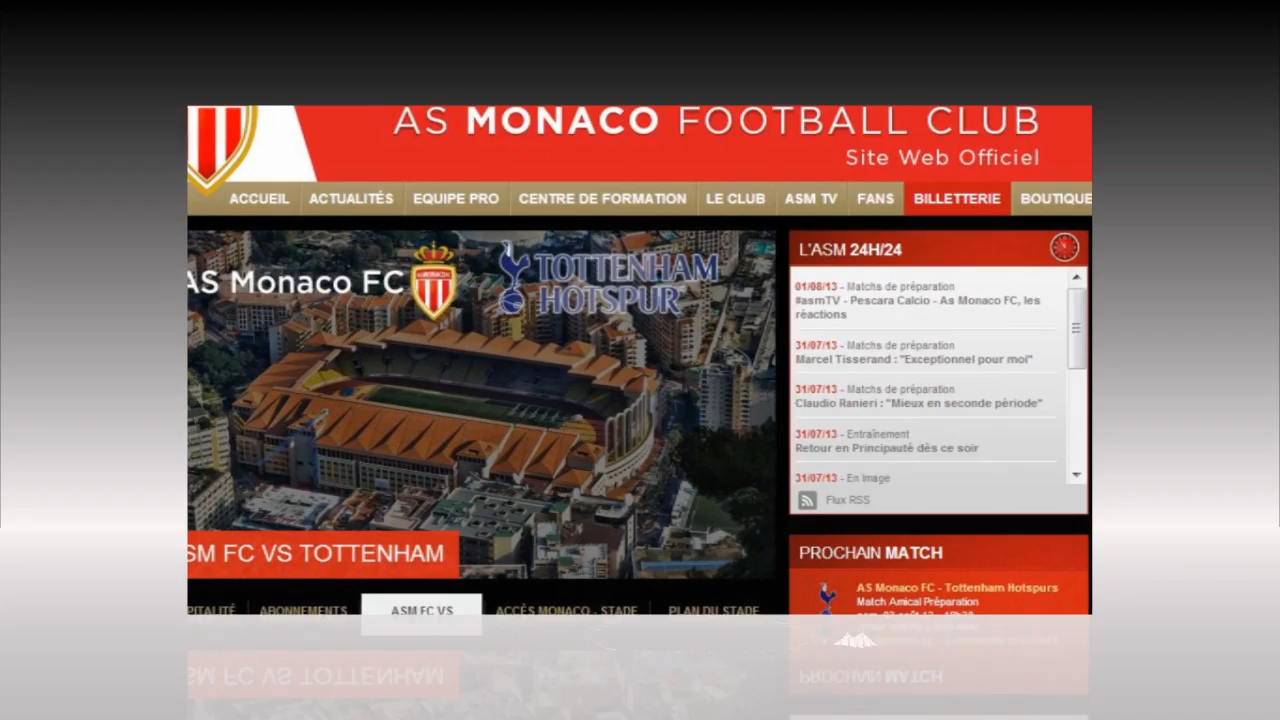 AS MONACO FOOTBALL CLUB
Site Web Officiel
ACCUEIL ACTUALITÉS EQUIPE PRO CENTRE DE FORMATION LE CLUB ASM TV FANS BILLETTERIE BOUTIQUE
AS Monaco FC
TOTTENHAM
HOTSPUR
SM FC VS TOTTENHAM
PITALITÉ ABONNEMENTS ASM FC VS ACCÈS MONACO - STADE PLAN DU STADE
L'ASM 24H/24
01/08/13 - Matchs de préparation
#asmTV - Pescara Calcio - As Monaco FC, les
réactions
31/07/13 - Matchs de préparation
Marcel Tisserand : "Exceptionnel pour moi"
31/07/13 - Matchs de préparation
Claudio Ranieri : "Mieux en seconde période"
31/07/13 - Entraînement
Retour en Principauté dès ce soir
31/07/13 - En Image
Flux RSS
PROCHAIN MATCH
AS Monaco FC - Tottenham Hotspurs
Match Amical Préparation